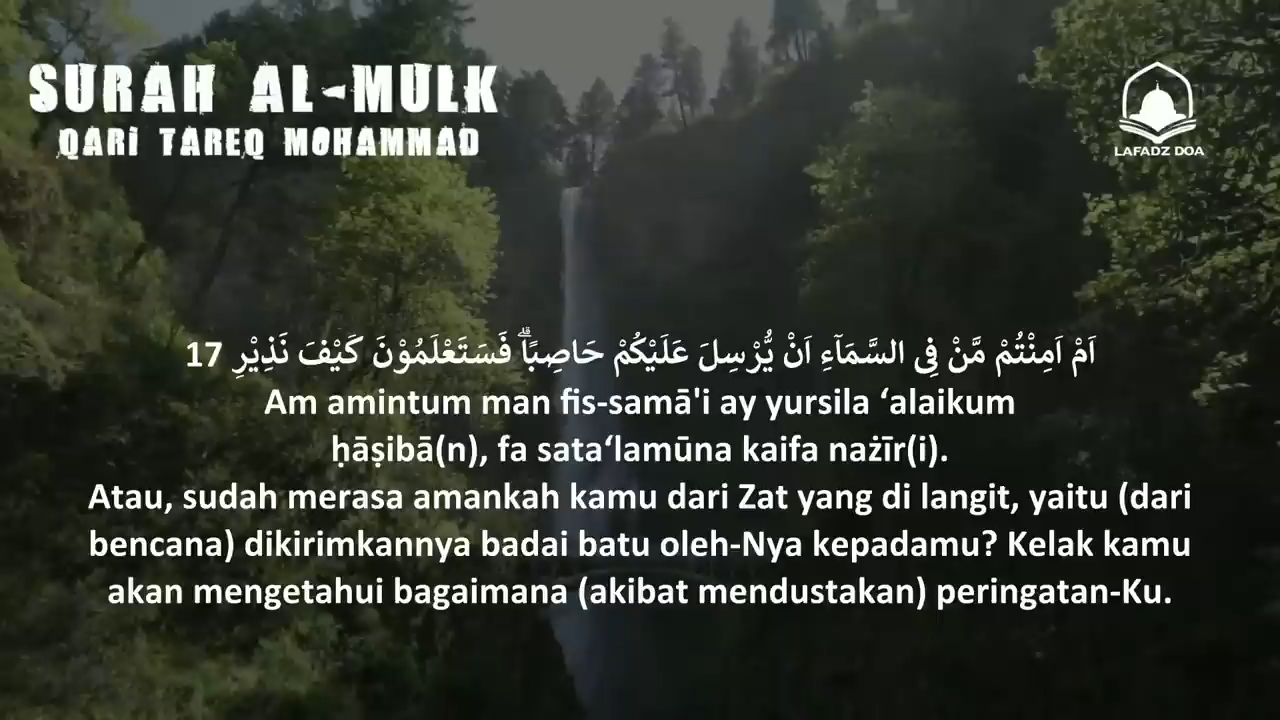 SURAH AL-MULK
QARI TAREQ MOHAMMAD
LAFADZ DOA
اَمْ اَمِنْتُمْ مَّنْ فِى السَّمَاۤءِ اَنْ يُّرْسِلَ عَلَيْكُمْ حَاصِبًاۗ فَسَتَعْلَمُوْنَ كَيْفَ نَذِيْرِ 17
Am amintum man fis-samā'i ay yursila ‘alaikum
ḥāṣibā(n), fa sata‘lamūna kaifa nażīr(i).
Atau, sudah merasa amankah kamu dari Zat yang di langit, yaitu (dari
bencana) dikirimkannya badai batu oleh-Nya kepadamu? Kelak kamu
akan mengetahui bagaimana (akibat mendustakan) peringatan-Ku.